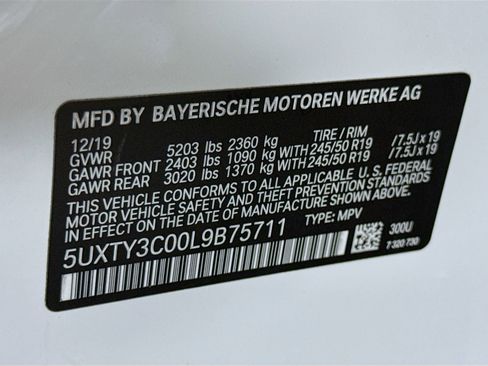 MFD BY BAYERISCHE MOTOREN WERKE AG
12/19
GVWR 5203 lbs 2360 kg TIRE / RIM
GAWR FRONT 2403 lbs 1090 kg WITH 245/50 R19 / 7.5J x 19
GAWR REAR 3020 lbs 1370 kg WITH 245/50 R19 / 7.5J x 19
THIS VEHICLE CONFORMS TO ALL APPLICABLE U. S. FEDERAL
MOTOR VEHICLE SAFETY AND THEFT PREVENTION STANDARDS
IN EFFECT ON THE DATE OF MANUFACTURE SHOWN ABOVE.
5UXTY3C00L9B75711 TYPE: MPV
300U
7 320 730